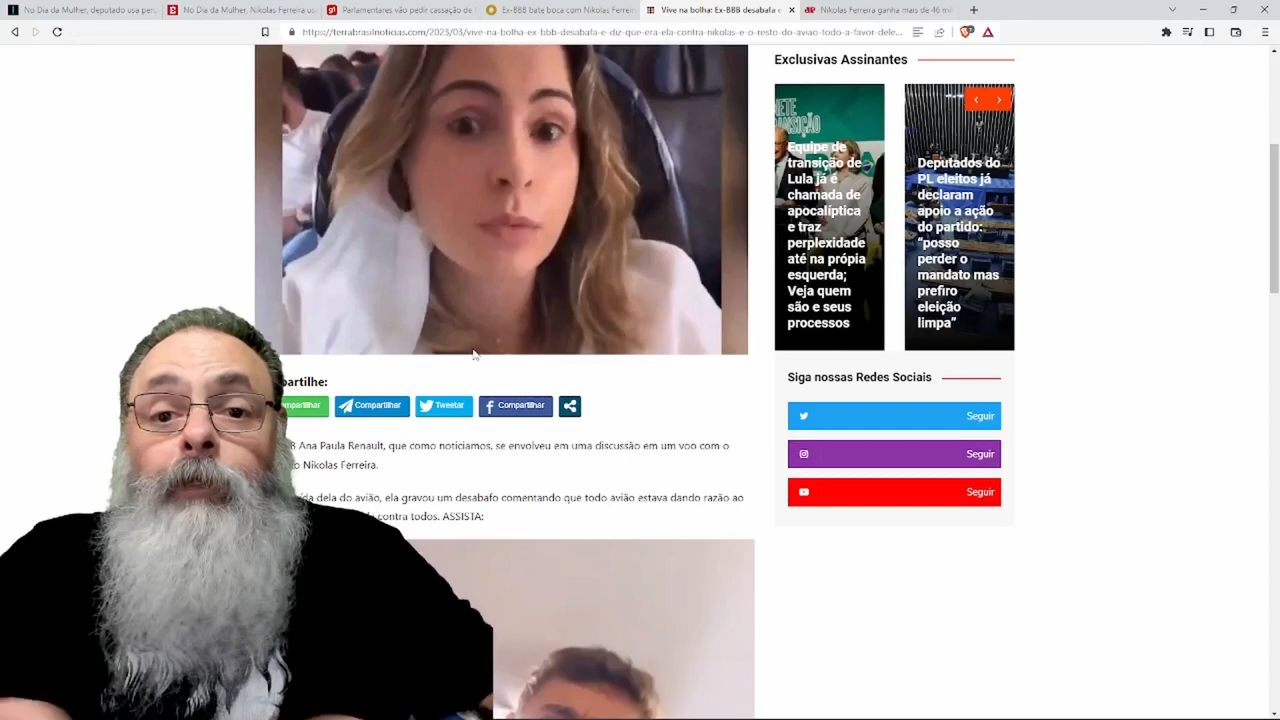 No Dia da Mulher, deputado usa per
No Dia da Mulher, Nikolas Ferreira us
Parlamentares vão pedir cassação de
Ex-BBB bate boca com Nikolas Ferreir
Vive na bolha: Ex-BBB desabafa e
Nikolas Ferreira ganha mais de 46 mil
https://terrabrasilnoticias.com/2023/03/vive-na-bolha-ex-bbb-desabafa-e-diz-que-era-ela-contra-nikolas-e-o-resto-do-aviao-todo-a-favor-dele...
Exclusivas Assinantes
Equipe de
transição de
Lula já é
chamada de
apocalíptica
e traz
perplexidade
até na própia
esquerda;
Veja quem
são e seus
processos
Deputados do
PL eleitos já
declaram
apoio a ação
do partido:
“posso
perder o
mandato mas
prefiro
eleição
limpa”
partilhe:
mpartilhar
Compartilhar
Tweetar
Compartilhar
Ana Paula Renault, que como noticiamos, se envolveu em uma discussão em um voo com o
o Nikolas Ferreira.
ída dela do avião, ela gravou um desabafo comentando que todo avião estava dando razão ao
contra todos. ASSISTA:
Siga nossas Redes Sociais
Seguir
Seguir
Seguir